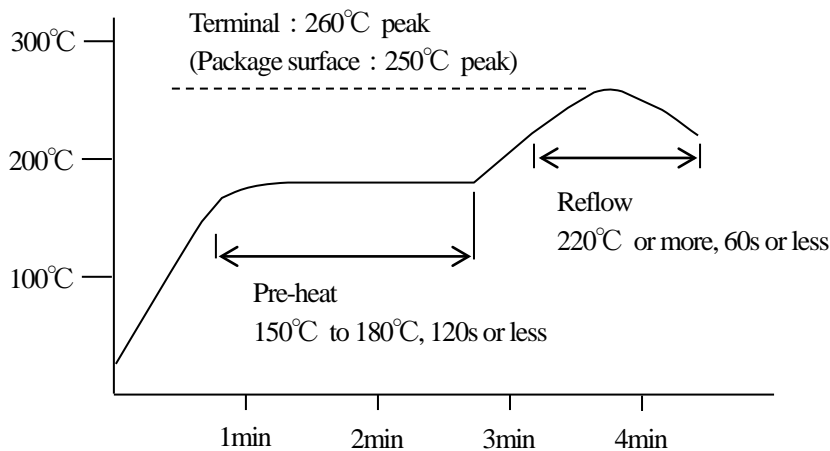 Terminal : 260℃ peak
(Package surface : 250℃ peak)
300℃
200℃
100℃
Reflow
220℃ or more, 60s or less
Pre-heat
150℃ to 180℃, 120s or less
1min
2min
3min
4min